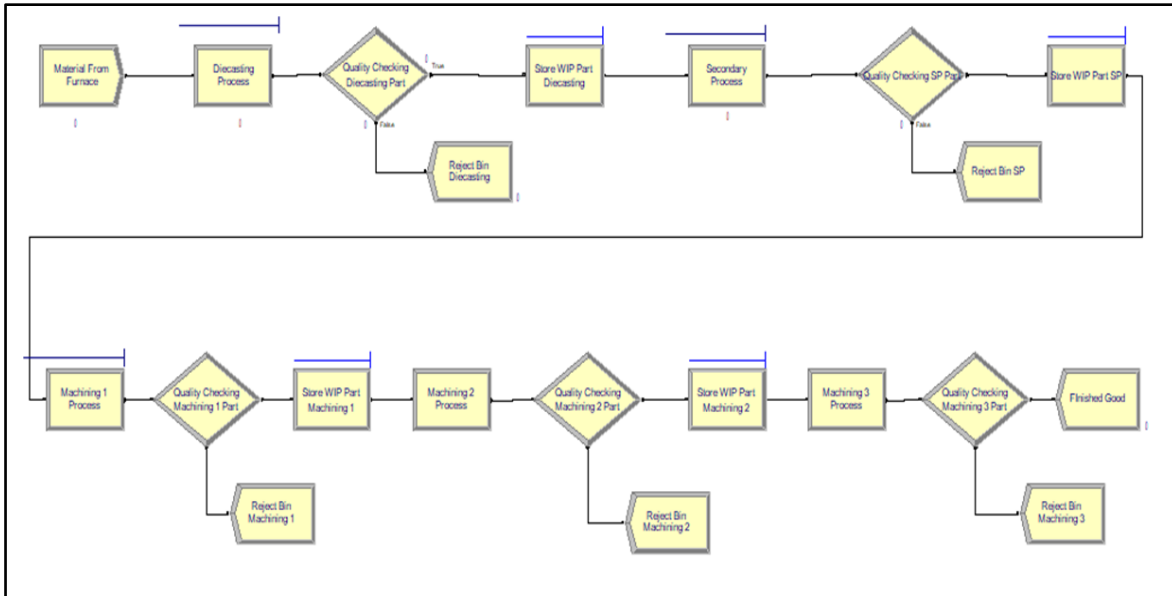 Material From
Furnace
Diecasting
Process
Quality Checking
Diecasting Part
True
False
Store WIP Part
Diecasting
Secondary
Process
Quality Checking SP Part
False
Store WIP Part SP
Reject Bin
Diecasting
Reject Bin SP
Machining 1
Process
Quality Checking
Machining 1 Part
Store WIP Part
Machining 1
Machining 2
Process
Quality Checking
Machining 2 Part
Store WIP Part
Machining 2
Machining 3
Process
Quality Checking
Machining 3 Part
FInished Good
Reject Bin
Machining 1
Reject Bin
Machining 2
Reject Bin
Machining 3